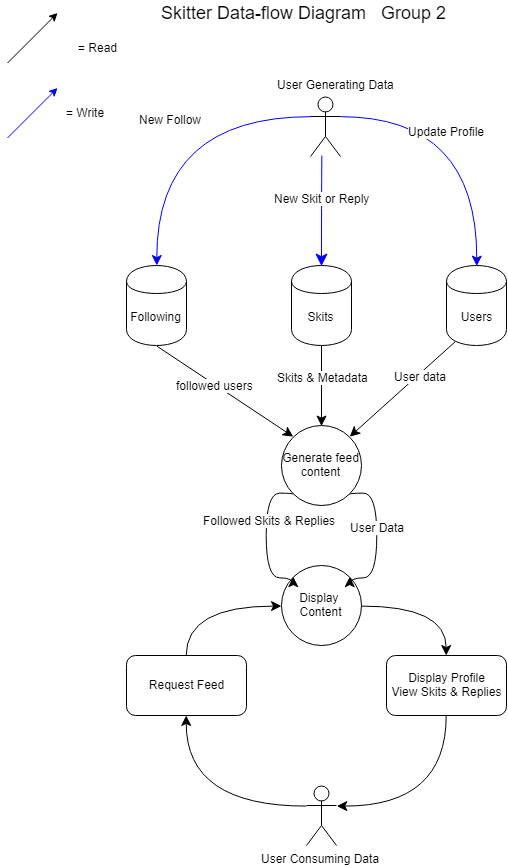 Skitter Data-flow Diagram   Group 2
= Read
= Write
User Generating Data
New Follow
Update Profile
New Skit or Reply
Following
Skits
Users
followed users
Skits & Metadata
User data
Generate feed
content
Followed Skits & Replies
User Data
Display
Content
Request Feed
Display Profile
View Skits & Replies
User Consuming Data